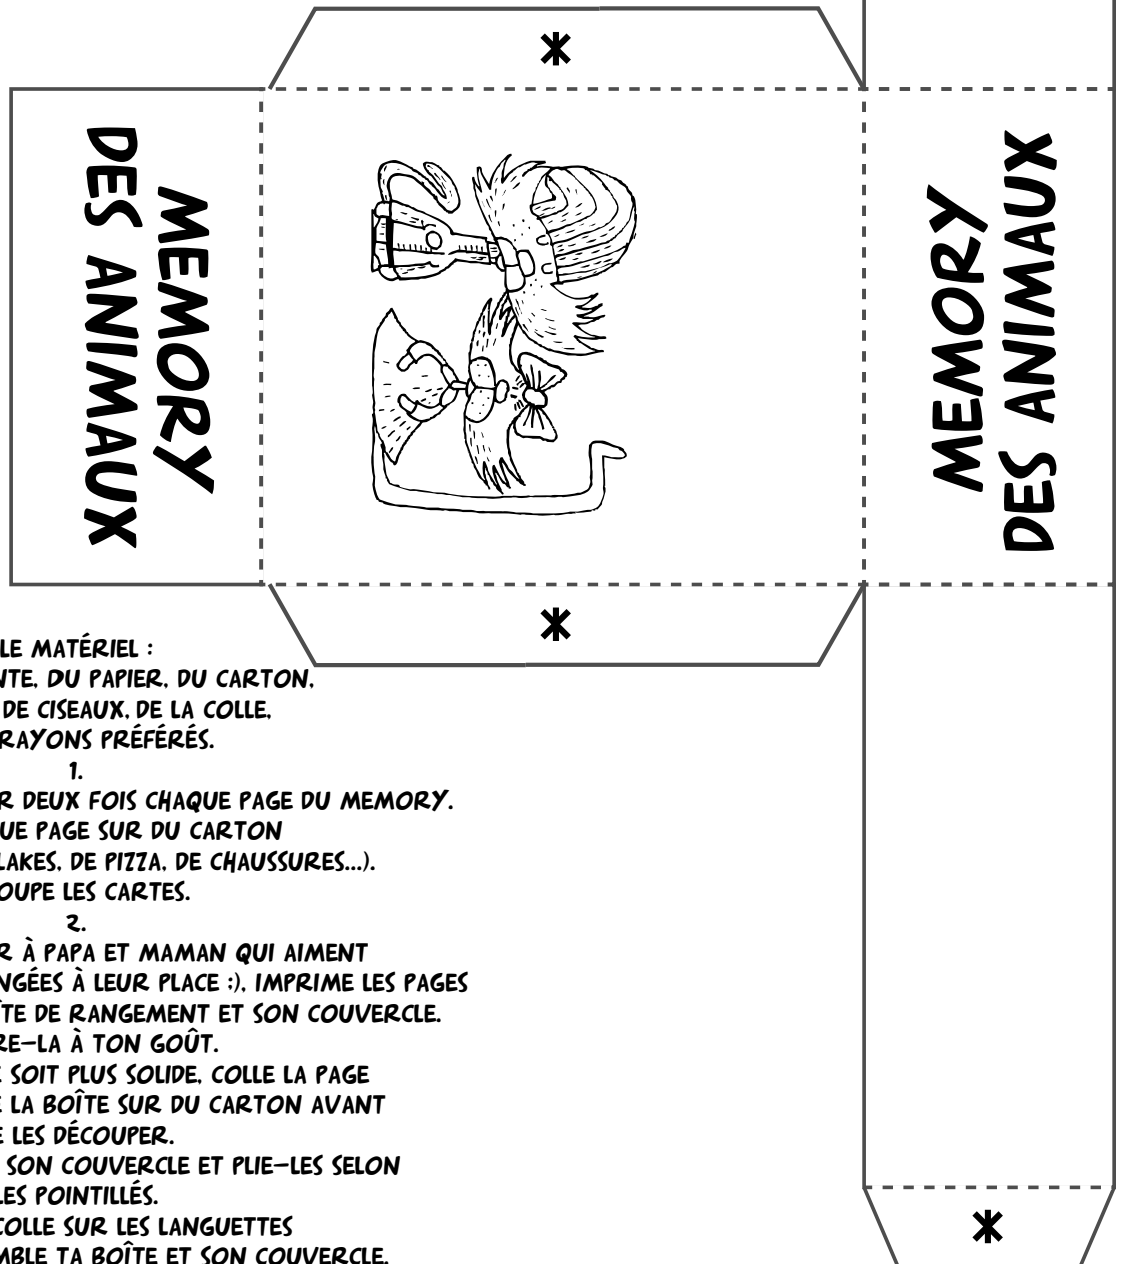 *
MEMORY
DES ANIMAUX
MEMORY
DES ANIMAUX
*
LE MATÉRIEL :
NTE, DU PAPIER, DU CARTON,
DE CISEAUX, DE LA COLLE,
RAYONS PRÉFÉRÉS.
1.
R DEUX FOIS CHAQUE PAGE DU MEMORY.
UE PAGE SUR DU CARTON
LAKES, DE PIZZA, DE CHAUSSURES...).
OUPE LES CARTES.
2.
R À PAPA ET MAMAN QUI AIMENT
NGÉES À LEUR PLACE :), IMPRIME LES PAGES
ÎTE DE RANGEMENT ET SON COUVERCLE.
RE-LA À TON GOÛT.
E SOIT PLUS SOLIDE, COLLE LA PAGE
E LA BOÎTE SUR DU CARTON AVANT
E LES DÉCOUPER.
SON COUVERCLE ET PLIE-LES SELON
LES POINTILLÉS.
COLLE SUR LES LANGUETTES
MBLE TA BOÎTE ET SON COUVERCLE.
*